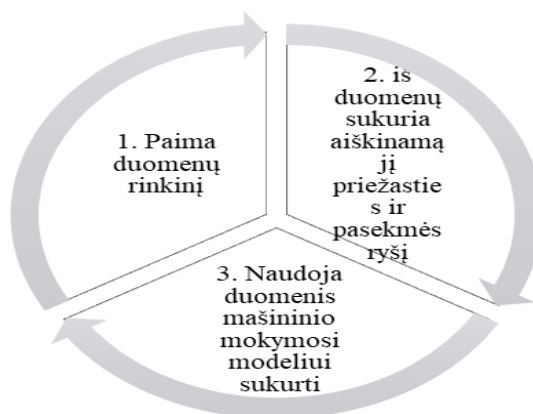 1. Paima
duomenų
rinkinį
2. iš
duomenų
sukuria
aiškinamą
jį
priežastie
s ir
pasekmės
ryšį
3. Naudoja
duomenis
mašininio
mokymosi
modeliui
sukurti